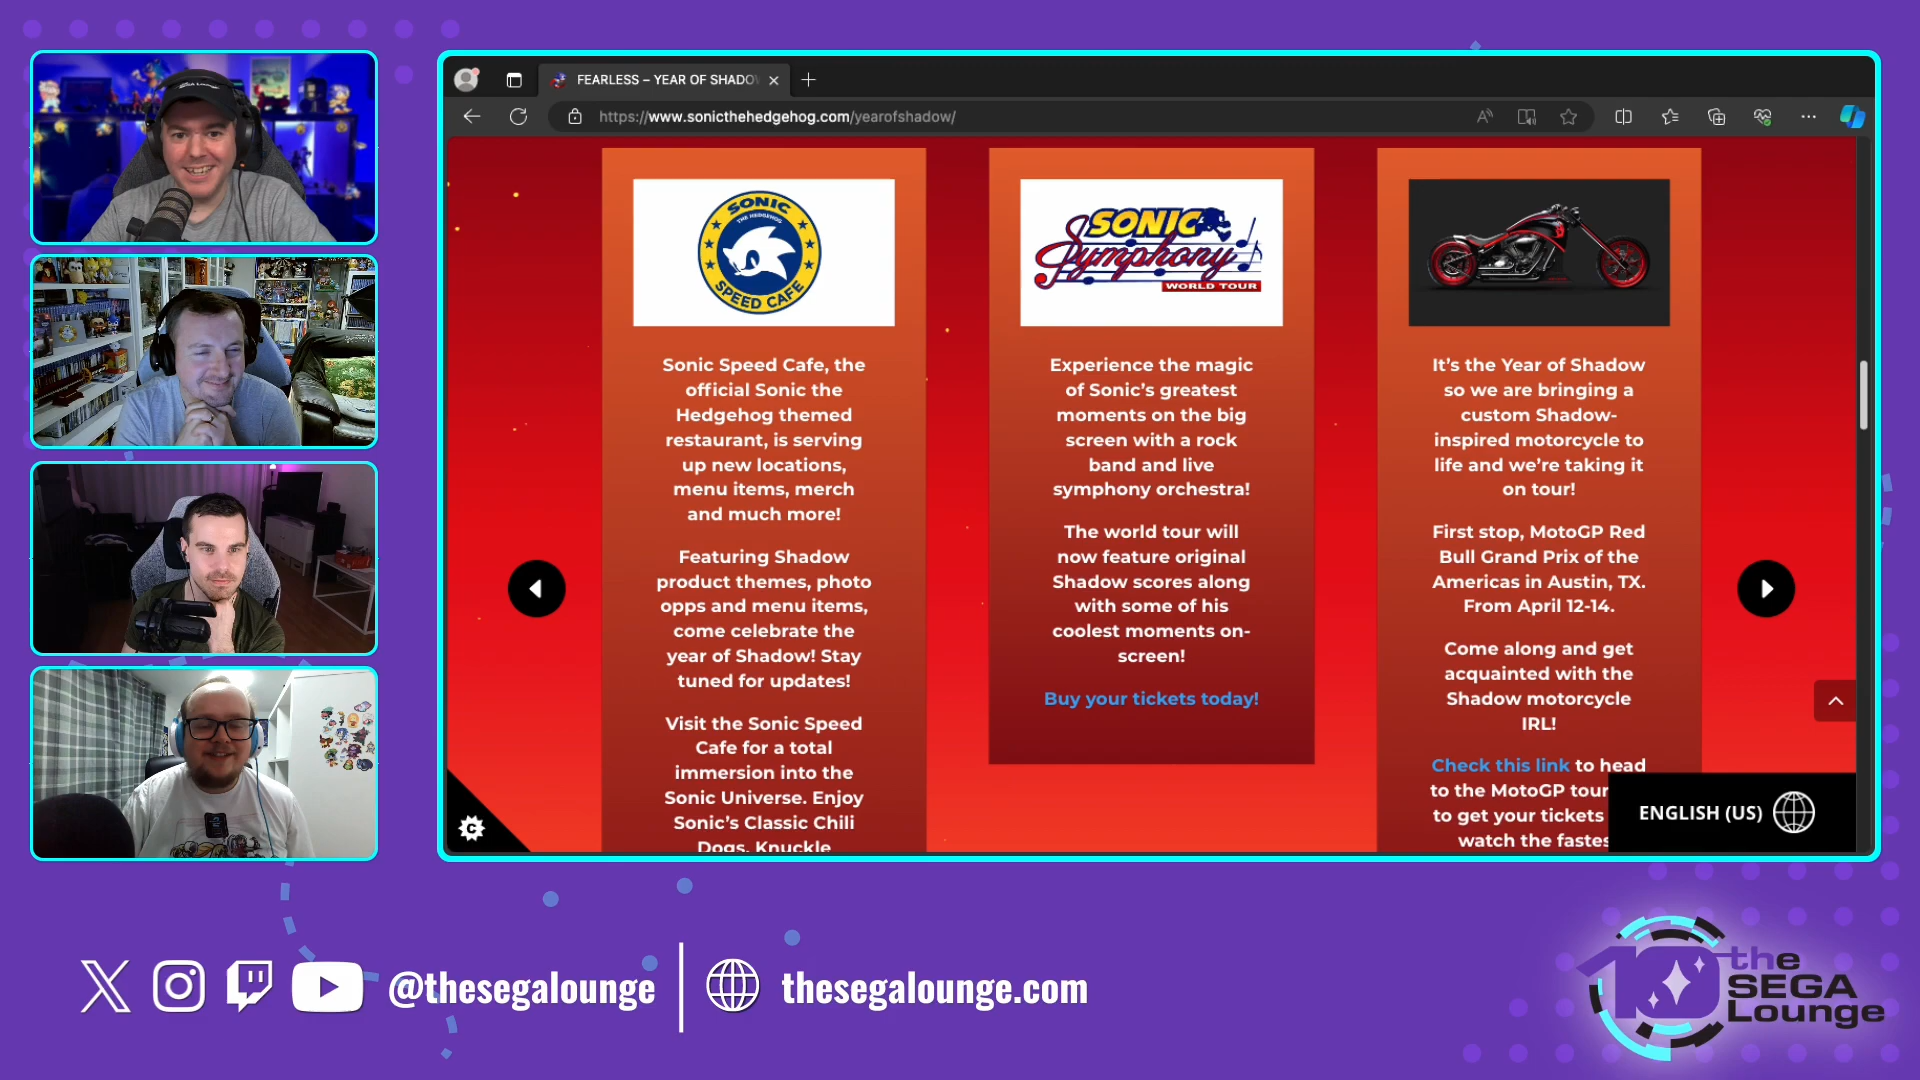 FEARLESS – YEAR OF SHADO
https://www.sonicthehedgehog.com/yearofshadow/
SONIC
THE HEDGEHOG
SPEED CAFE
Sonic Speed Cafe, the
official Sonic the
Hedgehog themed
restaurant, is serving
up new locations,
menu items, merch
and much more!
Featuring Shadow
product themes, photo
opps and menu items,
come celebrate the
year of Shadow! Stay
tuned for updates!
Visit the Sonic Speed
Cafe for a total
immersion into the
Sonic Universe. Enjoy
Sonic's Classic Chili
Dogs, Knuckle
SONIC
Symphony
WORLD TOUR
Experience the magic
of Sonic's greatest
moments on the big
screen with a rock
band and live
symphony orchestra!
The world tour will
now feature original
Shadow scores along
with some of his
coolest moments on-
screen!
Buy your tickets today!
It's the Year of Shadow
so we are bringing a
custom Shadow-
inspired motorcycle to
life and we're taking it
on tour!
First stop, MotoGP Red
Bull Grand Prix of the
Americas in Austin, TX.
From April 12-14.
Come along and get
acquainted with the
Shadow motorcycle
IRL!
Check this link to head
to the MotoGP tour
to get your tickets
watch the fastes
ENGLISH (US)
@thesegalounge
thesegalounge.com
10
the
SEGA
Lounge